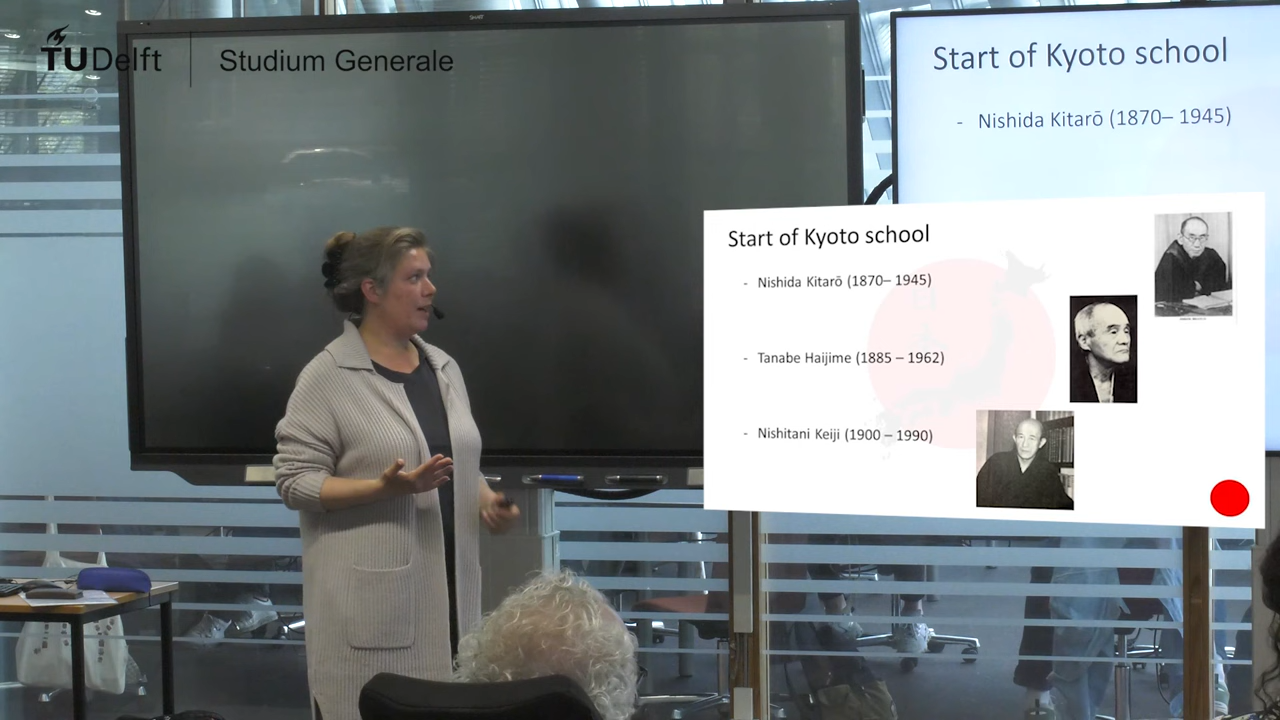 TUDelft
Studium Generale
SMART
Start of Kyoto school
- Nishida Kitarō (1870– 1945)
Start of Kyoto school
- Nishida Kitarō (1870– 1945)
- Tanabe Haijime (1885 – 1962)
- Nishitani Keiji (1900 – 1990)